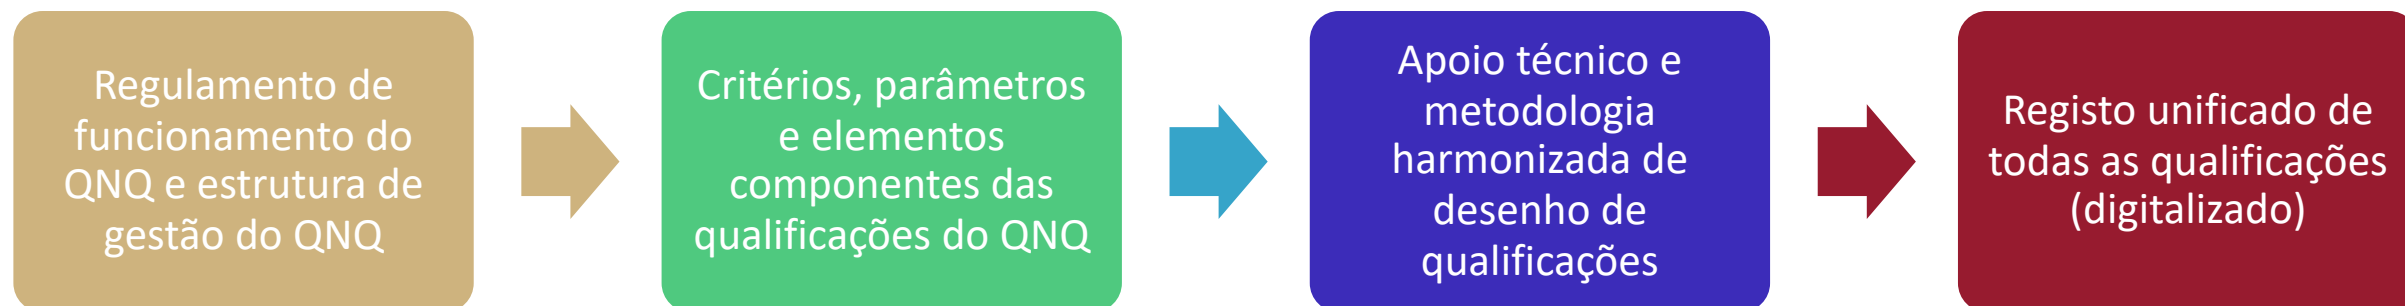 Regulamento de
funcionamento do
QNQ e estrutura de
gestão do QNQ
Critérios, parâmetros
e elementos
componentes das
qualificações do QNQ
Apoio técnico e
metodologia
harmonizada de
desenho de
qualificações
Registo unificado de
todas as qualificações
(digitalizado)